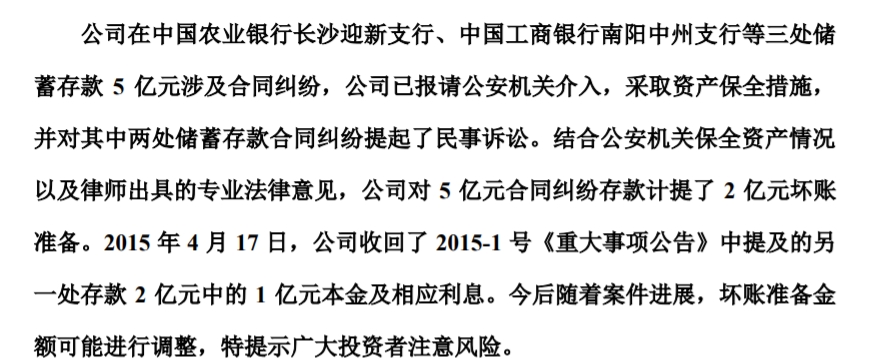 公司在中国农业银行长沙迎新支行、中国工商银行南阳中州支行等三处储
蓄存款 5 亿元涉及合同纠纷，公司已报请公安机关介入，采取资产保全措施，
并对其中两处储蓄存款合同纠纷提起了民事诉讼。结合公安机关保全资产情况
以及律师出具的专业法律意见，公司对 5 亿元合同纠纷存款计提了 2 亿元坏账
准备。2015 年 4 月 17 日，公司收回了 2015-1 号《重大事项公告》中提及的另
一处存款 2 亿元中的 1 亿元本金及相应利息。今后随着案件进展，坏账准备金
额可能进行调整，特提示广大投资者注意风险。